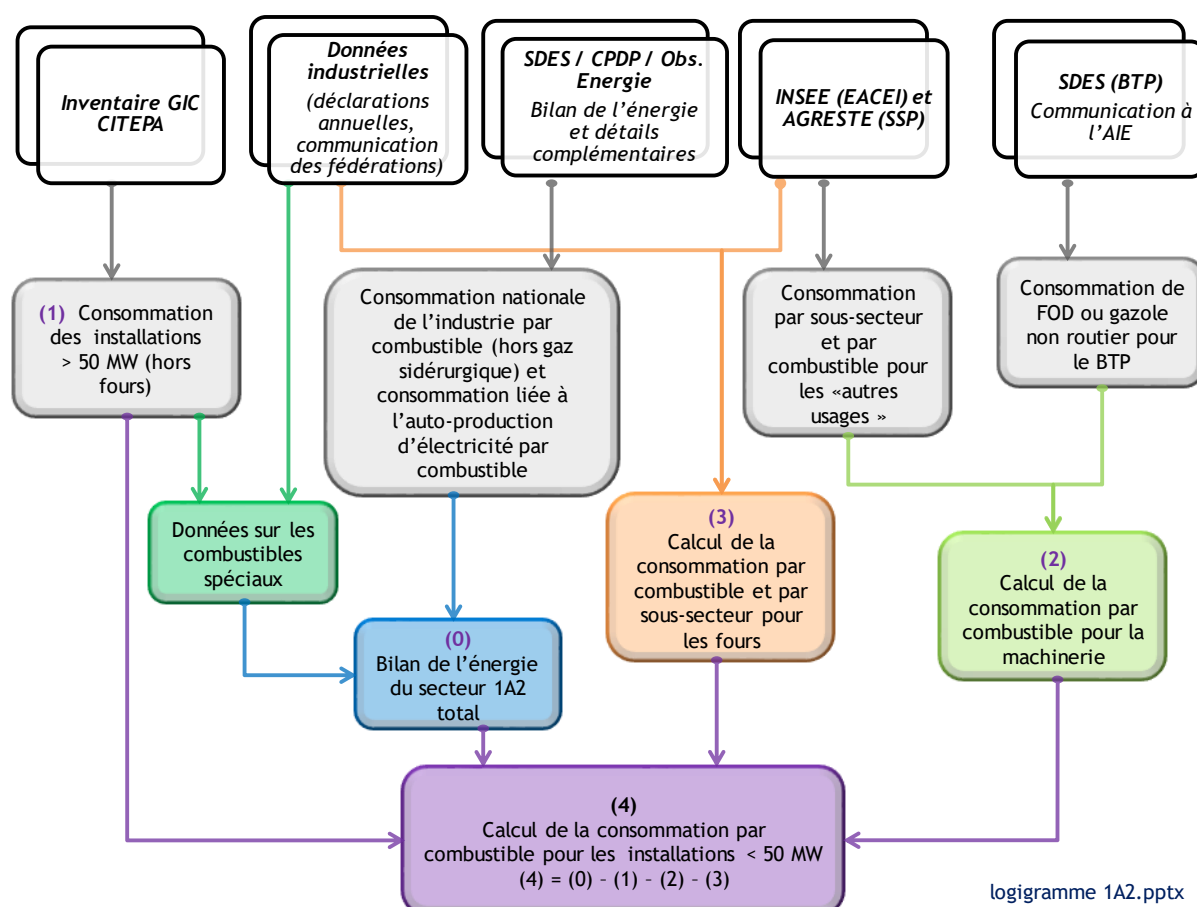 Inventaire GIC
CITEPA
Données
industrielles
(déclarations
annuelles,
communication
des fédérations)
SDES / CPDP / Obs.
Energie
Bilan de l’énergie
et détails
complémentaires
INSEE (EACEI) et
AGRESTE (SSP)
SDES (BTP)
Communication à
l’AIE
(1) Consommation
des installations
> 50 MW (hors
fours)
Consommation nationale
de l’industrie par
combustible (hors gaz
sidérurgique) et
consommation liée à
l’auto-production
d’électricité par
combustible
Consommation
par sous-secteur
et par
combustible pour
les «autres
usages »
Consommation de
FOD ou gazole
non routier pour
le BTP
Données sur les
combustibles
spéciaux
(3)
Calcul de la
consommation par
combustible et par
sous-secteur pour
les fours
(2)
Calcul de la
consommation par
combustible pour la
machinerie
(0)
Bilan de l’énergie
du secteur 1A2
total
(4)
Calcul de la consommation par
combustible pour les installations < 50 MW
(4) = (0) – (1) – (2) – (3)
logigramme 1A2.pptx